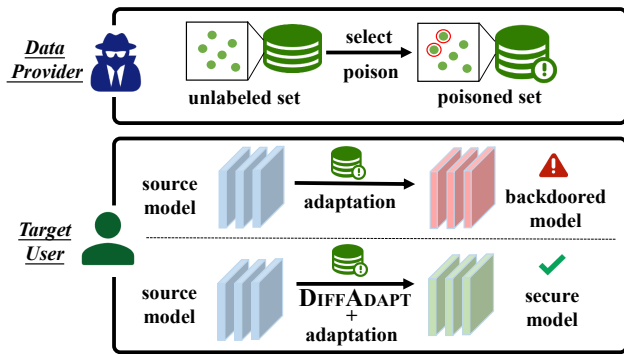 Data
Provider
select
poison
unlabeled set
poisoned set
Target
User
source
model
adaptation
backdoored
model
source
model
DIFFADAPT
+
adaptation
secure
model